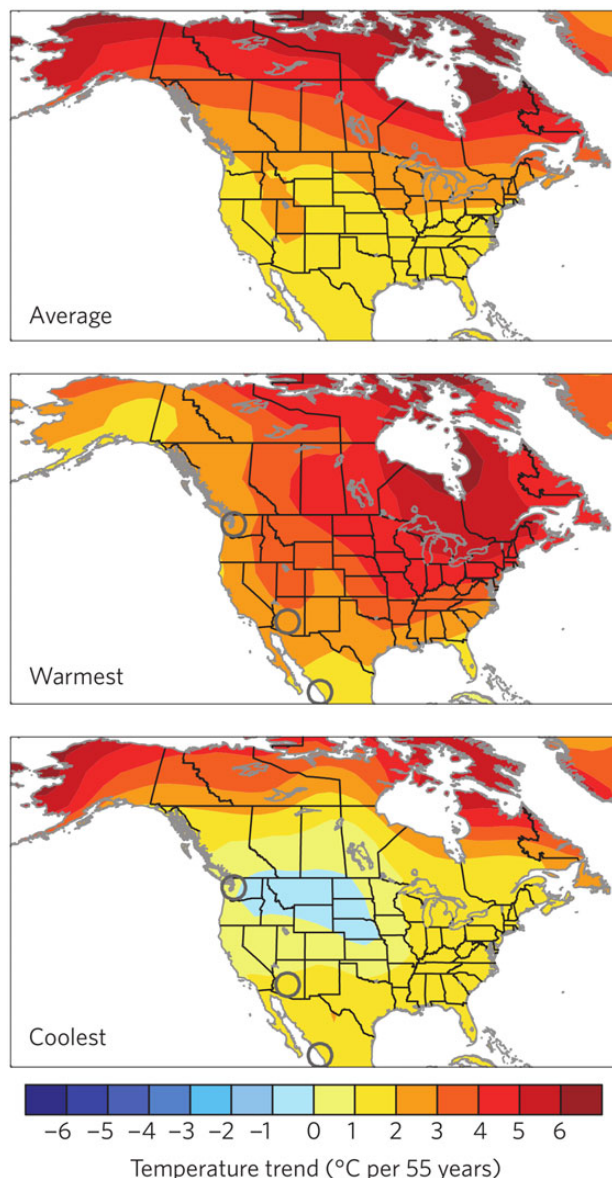 Average
Warmest
Coolest
−6 −5 −4 −3 −2 −1 0 1 2 3 4 5 6
Temperature trend (°C per 55 years)